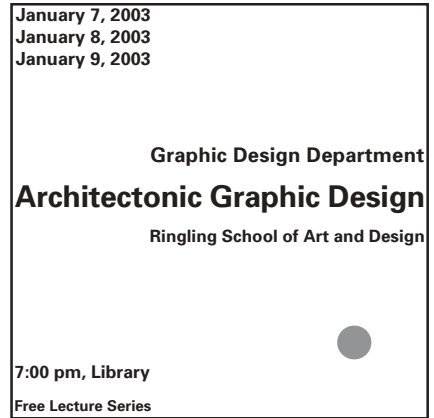 January 7, 2003
January 8, 2003
January 9, 2003
Graphic Design Department
Architectonic Graphic Design
Ringling School of Art and Design
7:00 pm, Library
Free Lecture Series